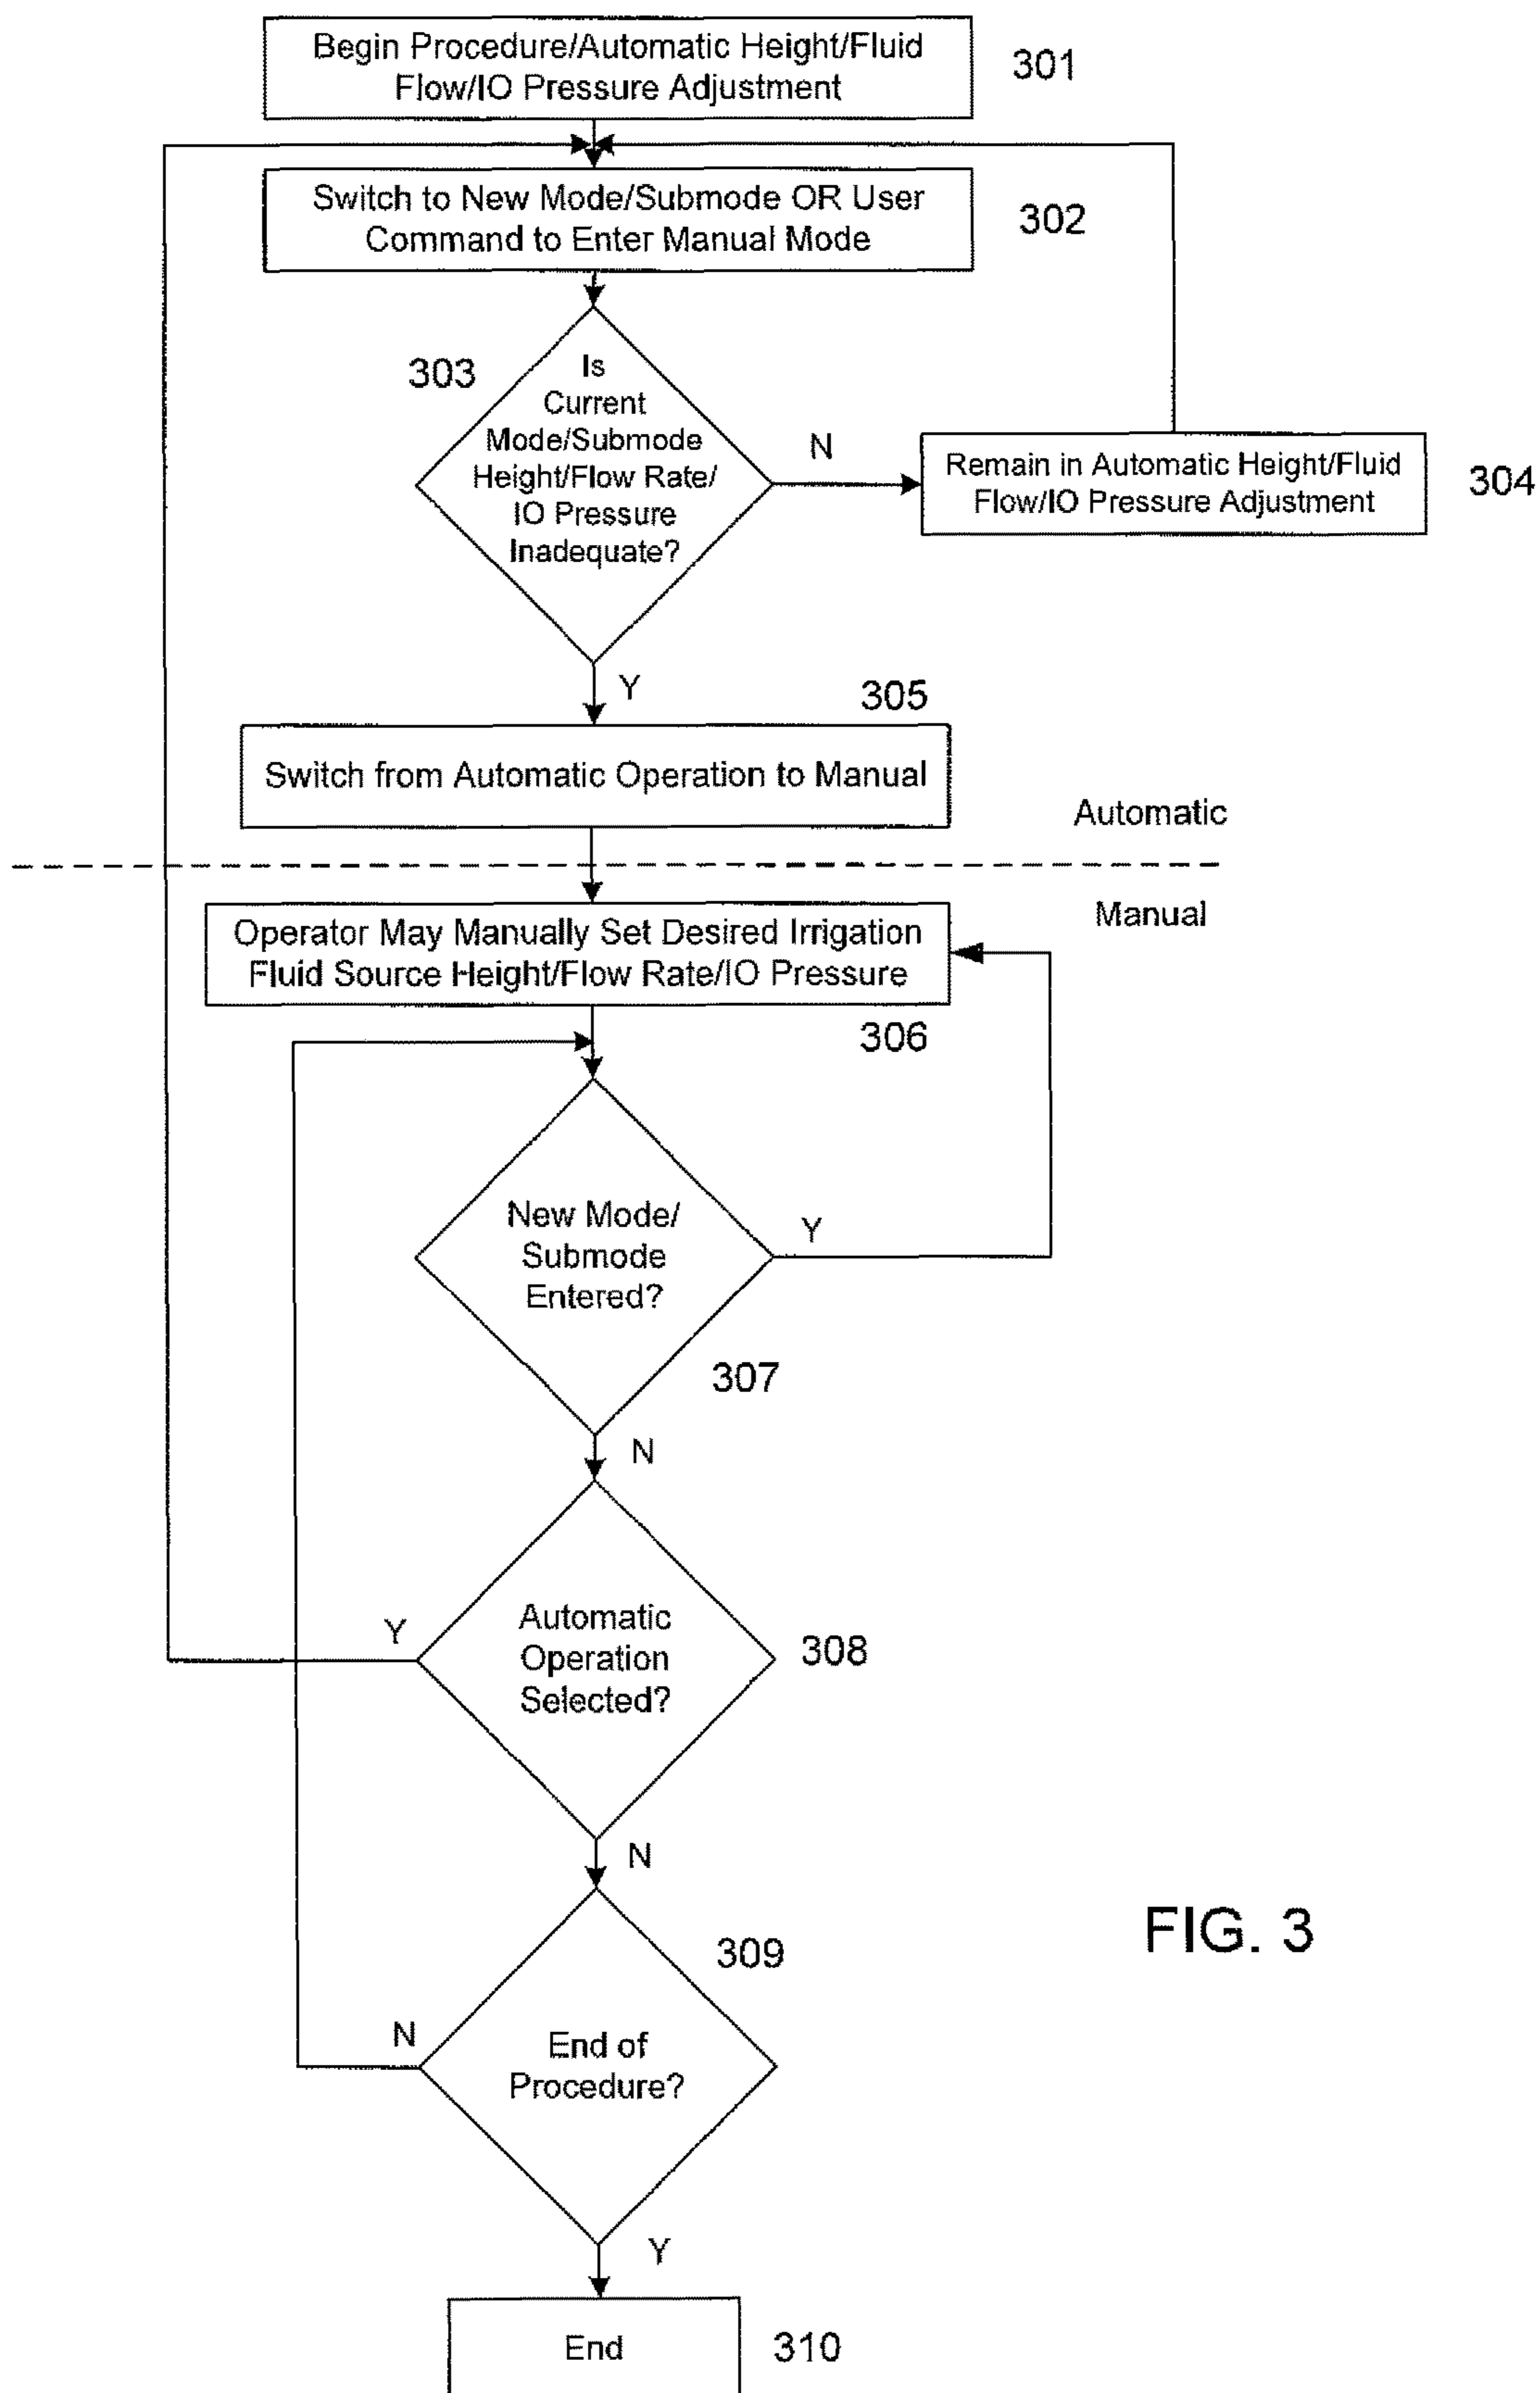 Begin Procedure/Automatic Height/Fluid
Flow/IO Pressure Adjustment
301
Switch to New Mode/Submode OR User
Command to Enter Manual Mode
302
303
Is
Current
Mode/Submode
Height/Flow Rate/
IO Pressure
Inadequate?
N
Remain in Automatic Height/Fluid
Flow/IO Pressure Adjustment
304
Y
305
Switch from Automatic Operation to Manual
Automatic
Manual
Operator May Manually Set Desired Irrigation
Fluid Source Height/Flow Rate/IO Pressure
306
New Mode/
Submode
Entered?
Y
307
N
Automatic
Operation
Selected?
Y
308
N
309
End of
Procedure?
N
Y
End
310
FIG. 3